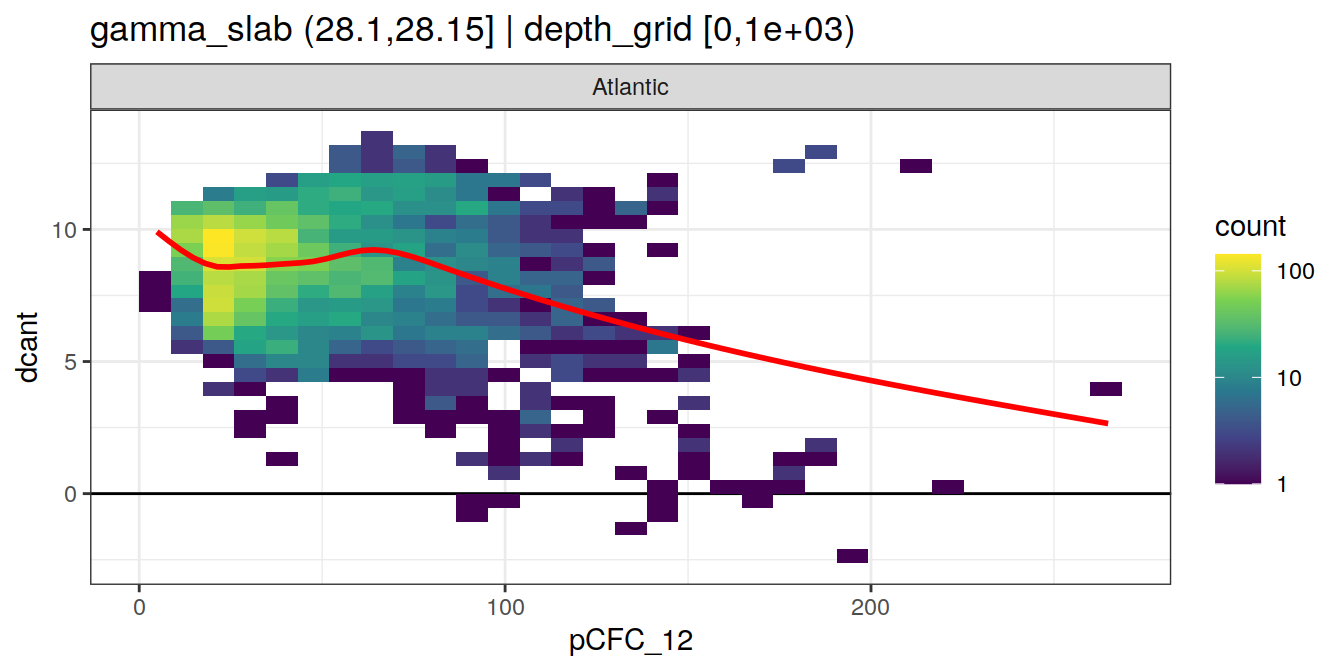 gamma_slab (28.1,28.15] | depth_grid [0,1e+03)
Atlantic
dcant
10
5
0
0
100
200
pCFC_12
count
100
10
1